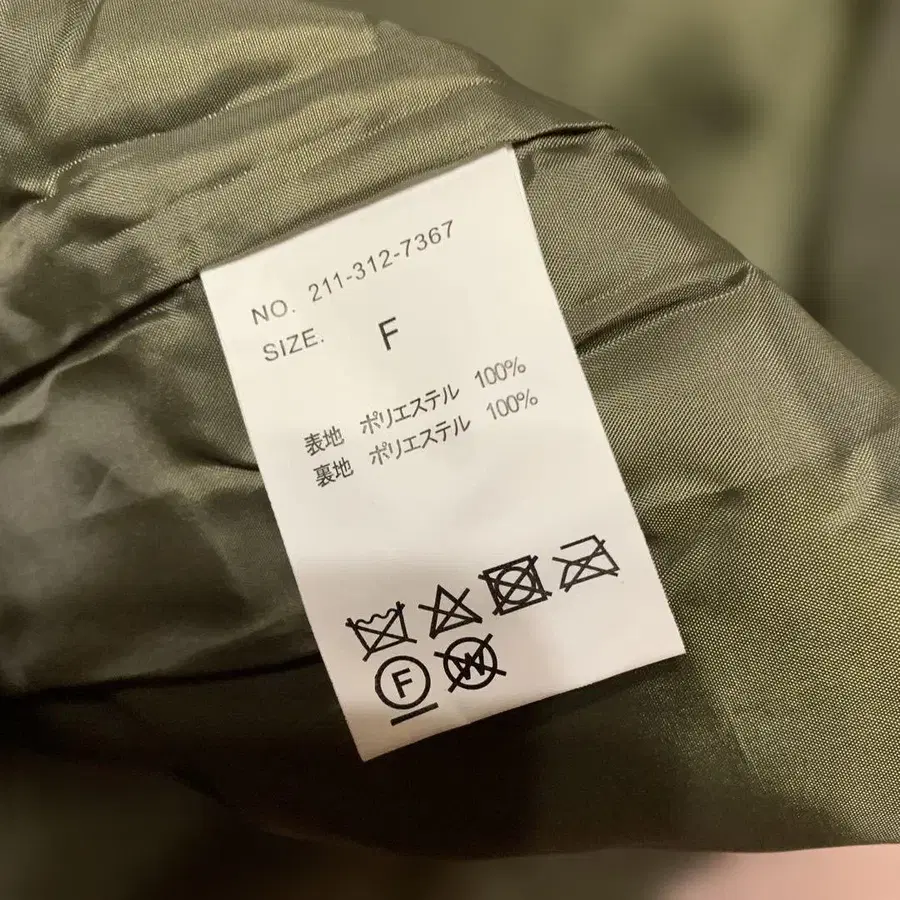 NO. 211-312-7367
SIZE. F
表地 ポリエステル 100%
裏地 ポリエステル 100%
F W